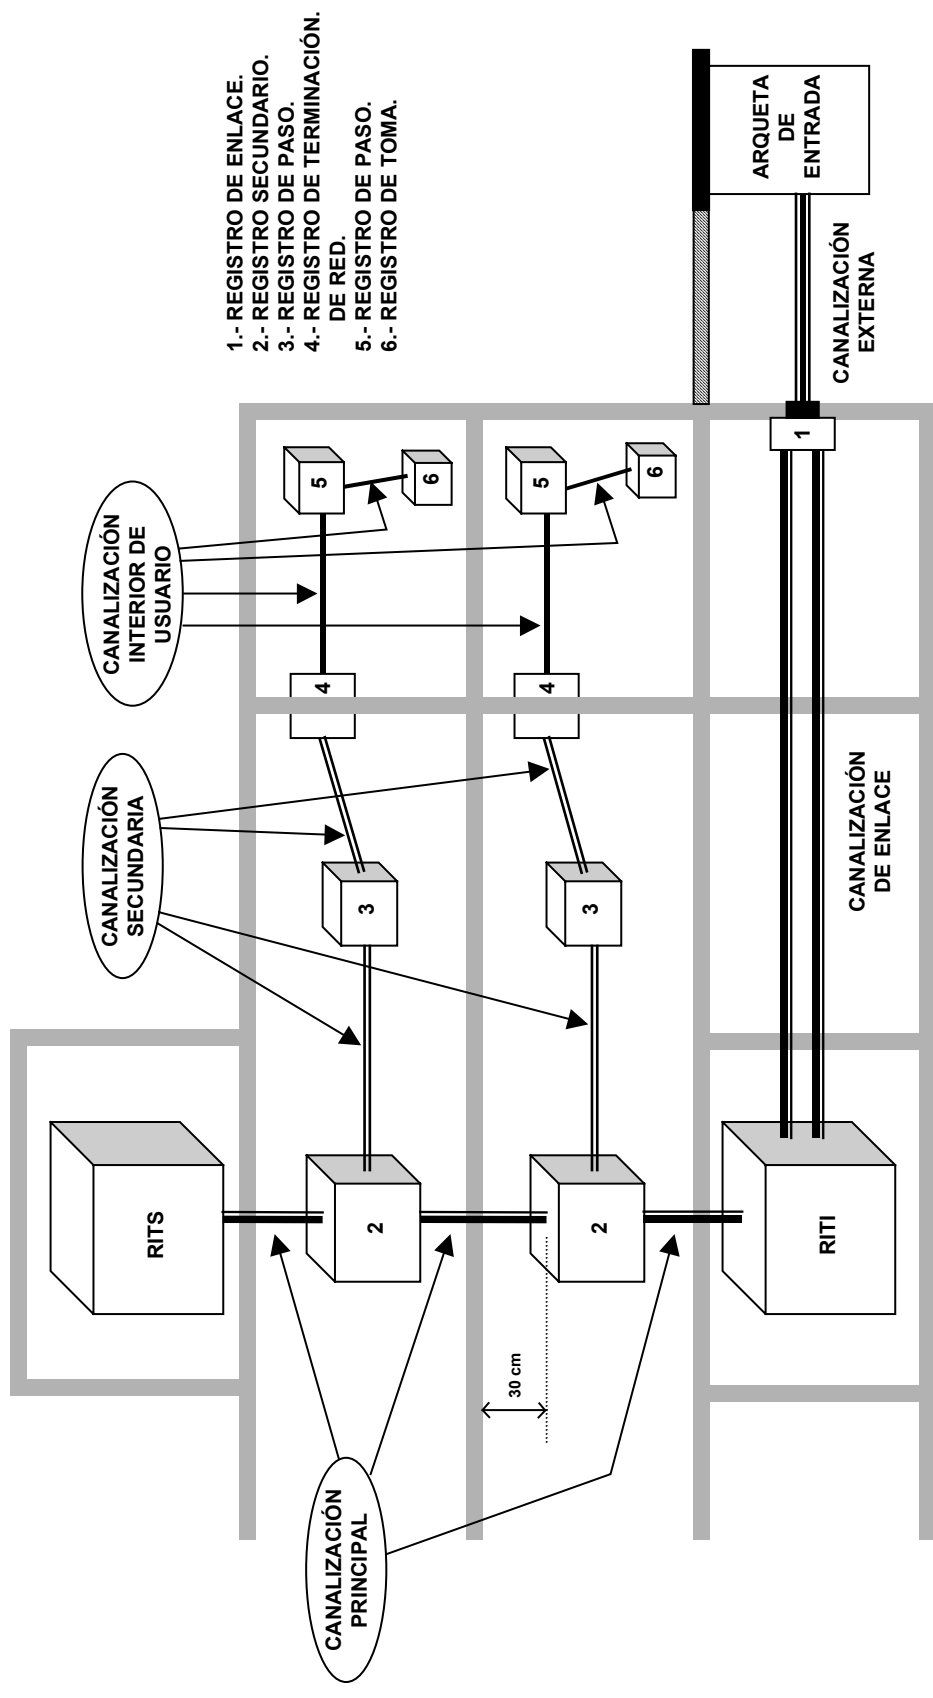 1.- REGISTRO DE ENLACE.
2.- REGISTRO SECUNDARIO.
3.- REGISTRO DE PASO.
4.- REGISTRO DE TERMINACIÓN.
DE RED.
5.- REGISTRO DE PASO.
6.- REGISTRO DE TOMA.
CANALIZACIÓN
PRINCIPAL
CANALIZACIÓN
SECUNDARIA
CANALIZACIÓN
INTERIOR DE
USUARIO
RITS
2
3
4
5
6
30 cm
2
3
4
5
6
RITI
CANALIZACIÓN
DE ENLACE
1
CANALIZACIÓN
EXTERNA
ARQUETA
DE
ENTRADA